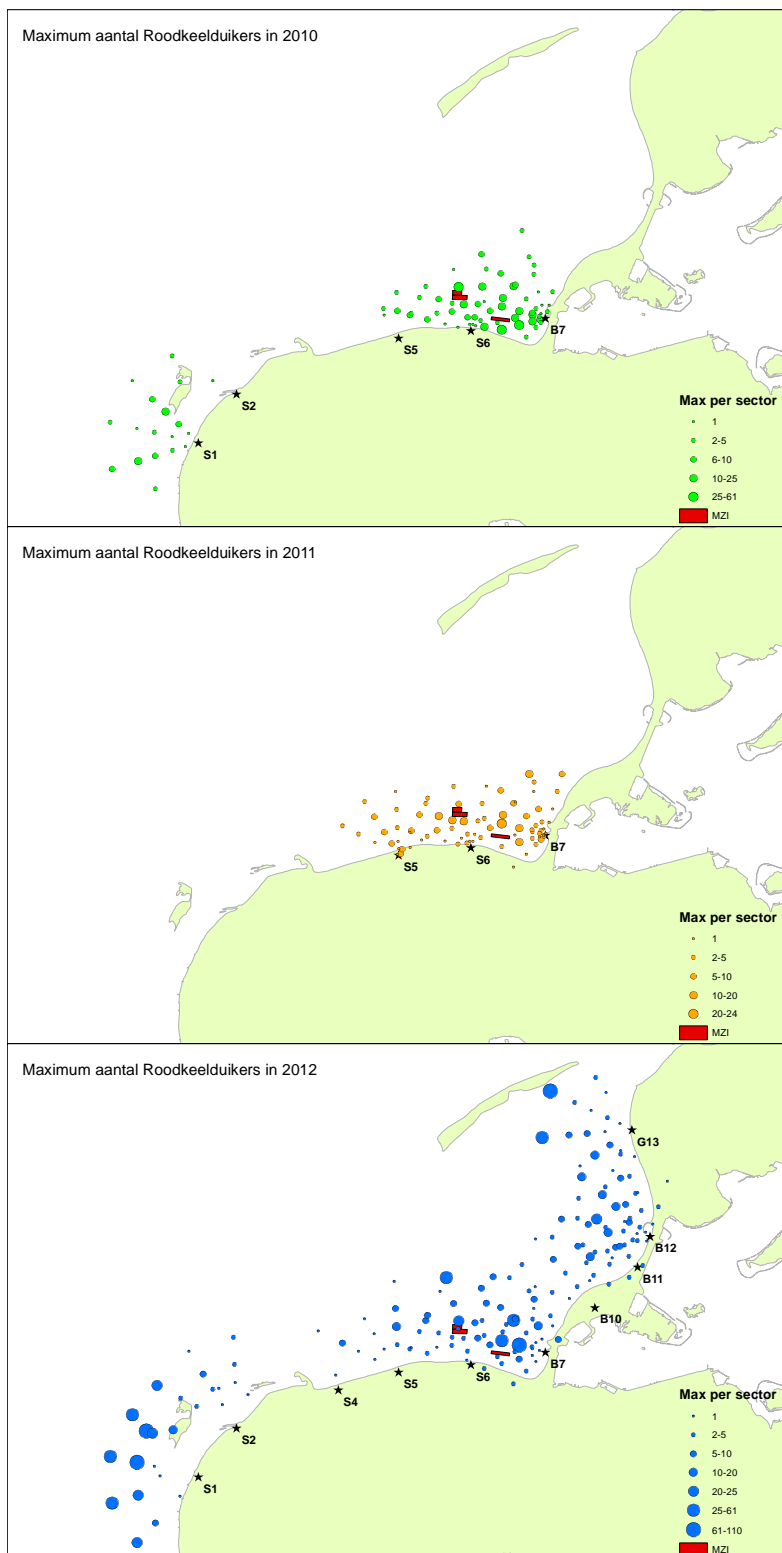 Maximum aantal Roodkeelduikers in 2010
B7
S6
S5
S2
S1
Max per sector
1
2-5
6-10
10-25
25-61
MZI
Maximum aantal Roodkeelduikers in 2011
B7
S6
S5
Max per sector
1
2-5
5-10
10-20
20-24
MZI
Maximum aantal Roodkeelduikers in 2012
G13
B12
B11
B10
B7
S6
S5
S4
S2
S1
Max per sector
1
2-5
5-10
10-20
20-25
25-61
61-110
MZI